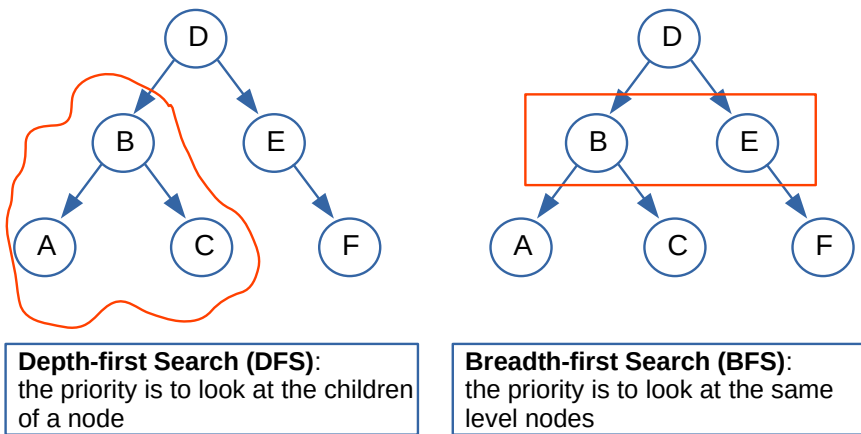 D
B
E
A
C
F
Depth-first Search (DFS):
the priority is to look at the children
of a node
D
B
E
A
C
F
Breadth-first Search (BFS):
the priority is to look at the same
level nodes